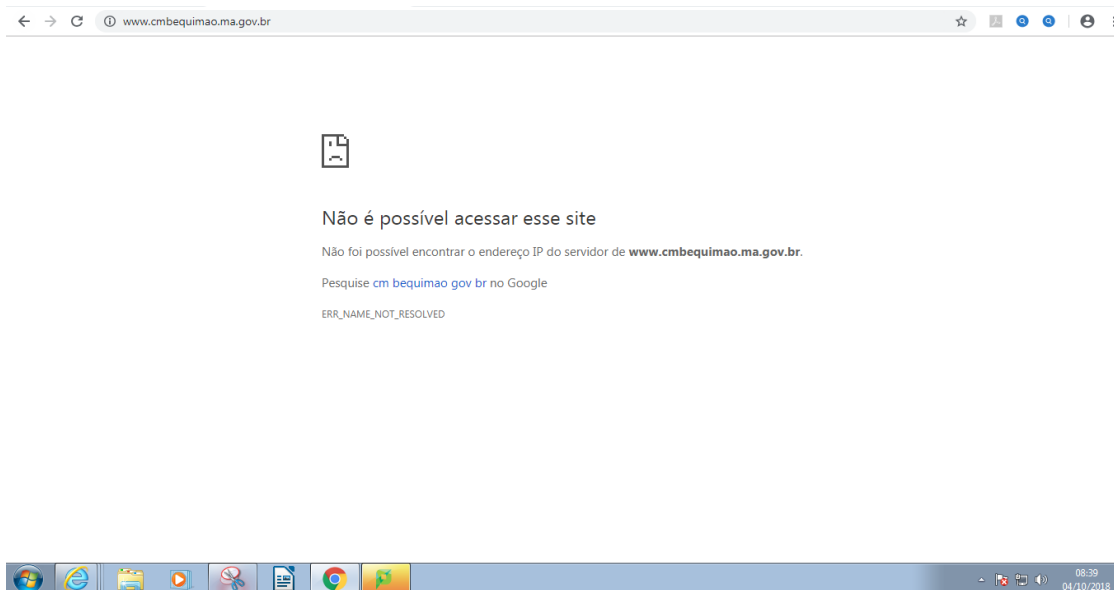 www.cmbequimao.ma.gov.br
Não é possível acessar esse site
Não foi possível encontrar o endereço IP do servidor de www.cmbequimao.ma.gov.br.
Pesquise cm bequimao gov br no Google
ERR_NAME_NOT_RESOLVED
08:39
04/10/2018